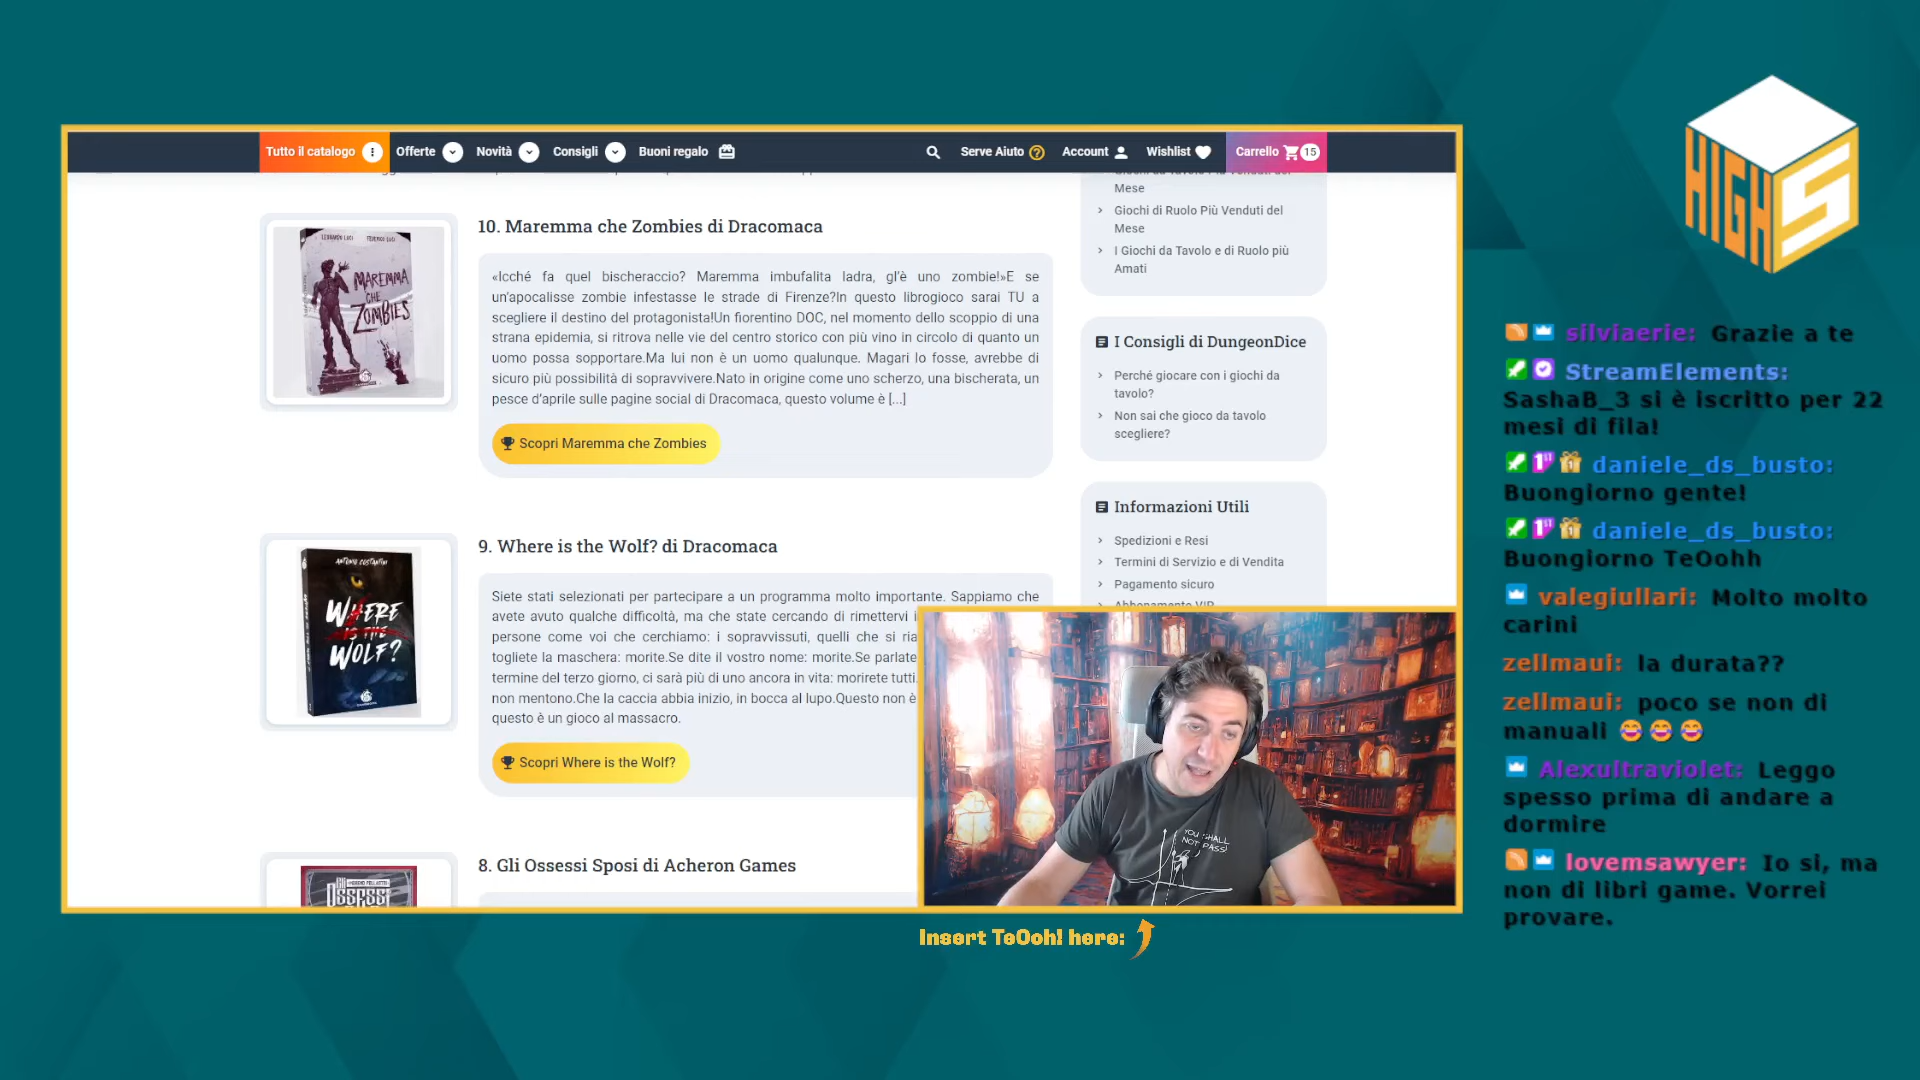 Tutto il catalogo Offerte Novità Consigli Buoni regalo Serve Aiuto Account Wishlist Carrello 15
10. Maremma che Zombies di Dracomaca
LEONARDO LUCI FEDERICO LUCI
MAREMMA
CHE
ZOMBIES
«Icché fa quel bischeraccio? Maremma imbufalita ladra, gl'è uno zombie!»E se
un'apocalisse zombie infestasse le strade di Firenze?In questo librogioco sarai TU a
scegliere il destino del protagonista!Un fiorentino DOC, nel momento dello scoppio di una
strana epidemia, si ritrova nelle vie del centro storico con più vino in circolo di quanto un
uomo possa sopportare.Ma lui non è un uomo qualunque. Magari lo fosse, avrebbe di
sicuro più possibilità di sopravvivere.Nato in origine come uno scherzo, una bischerata, un
pesce d'aprile sulle pagine social di Dracomaca, questo volume è [...]
Scopri Maremma che Zombies
9. Where is the Wolf? di Dracomaca
ANTONIO COSTANTINI
WHERE
IS THE
WOLF?
Siete stati selezionati per partecipare a un programma molto importante. Sappiamo che
avete avuto qualche difficoltà, ma che state cercando di rimettervi i
persone come voi che cerchiamo: i sopravvissuti, quelli che si ria
togliete la maschera: morite.Se dite il vostro nome: morite.Se parlate
termine del terzo giorno, ci sarà più di uno ancora in vita: morirete tutti.
non mentono.Che la caccia abbia inizio, in bocca al lupo.Questo non è
questo è un gioco al massacro.
Scopri Where is the Wolf?
8. Gli Ossessi Sposi di Acheron Games
OSSESSI
Giochi da Tavolo Più Venduti del
Mese
Giochi di Ruolo Più Venduti del
Mese
I Giochi da Tavolo e di Ruolo più
Amati
I Consigli di DungeonDice
Perché giocare con i giochi da
tavolo?
Non sai che gioco da tavolo
scegliere?
Informazioni Utili
Spedizioni e Resi
Termini di Servizio e di Vendita
Pagamento sicuro
Abbonamento VIP
YOU SHALL
NOT PASS!
Insert TeOoh! here:
HIGH 5
silviaerie: Grazie a te
StreamElements:
SashaB_3 si è iscritto per 22
mesi di fila!
daniele_ds_busto:
Buongiorno gente!
daniele_ds_busto:
Buongiorno TeOohh
valegiullari: Molto molto
carini
zellmaui: la durata??
zellmaui: poco se non di
manuali 😂 😂 😂
Alexultraviolet: Leggo
spesso prima di andare a
dormire
lovemsawyer: Io si, ma
non di libri game. Vorrei
provare.